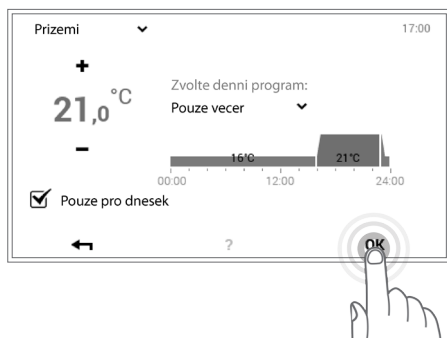 Prizemi
17:00
+
21,0°C
−
Zvolte denni program:
Pouze vecer
16°C
21°C
00:00 12:00 24:00
Pouze pro dnesek
?
OK